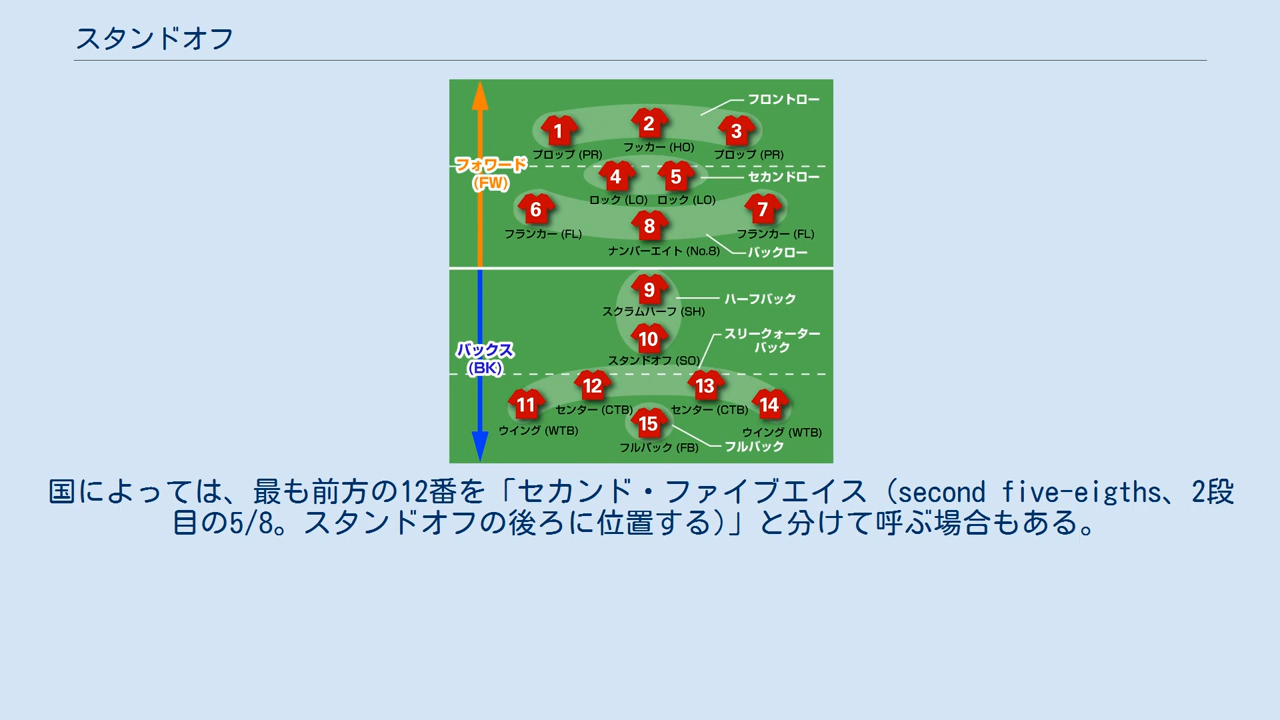 スタンドオフ
フロントロー
1
2
3
プロップ (PR)
フッカー (HO)
プロップ (PR)
フォワード
(FW)
4
5
セカンドロー
ロック (LO)
ロック (LO)
6
7
8
フランカー (FL)
フランカー (FL)
ナンバーエイト (No.8)
バックロー
9
ハーフバック
スクラムハーフ (SH)
10
スリークォーター
バック
スタンドオフ (SO)
バックス
(BK)
12
13
11
14
センター (CTB)
センター (CTB)
15
ウイング (WTB)
ウイング (WTB)
フルバック (FB)
フルバック
国によっては、最も前方の12番を「セカンド・ファイブエイス（second five-eigths、2段
目の5/8。スタンドオフの後ろに位置する)」と分けて呼ぶ場合もある。